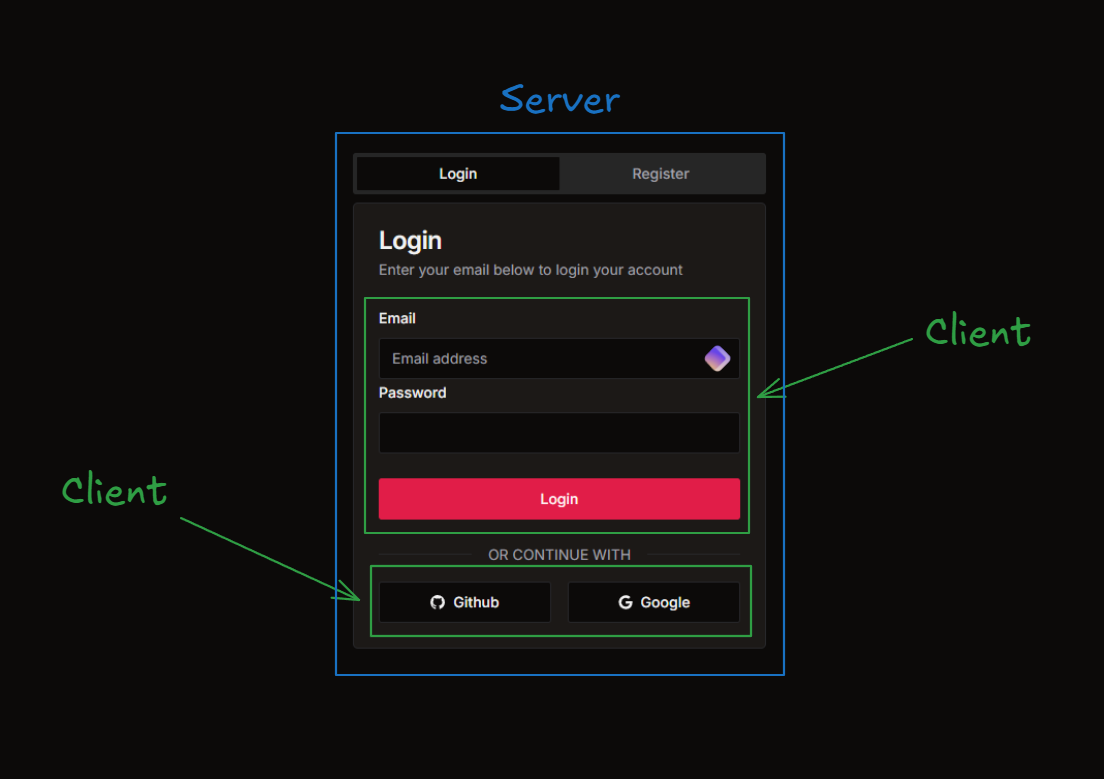 Server
Login Register
Login
Enter your email below to login your account
Email
Email address
Client
Password
Client
Login
OR CONTINUE WITH
Github Google